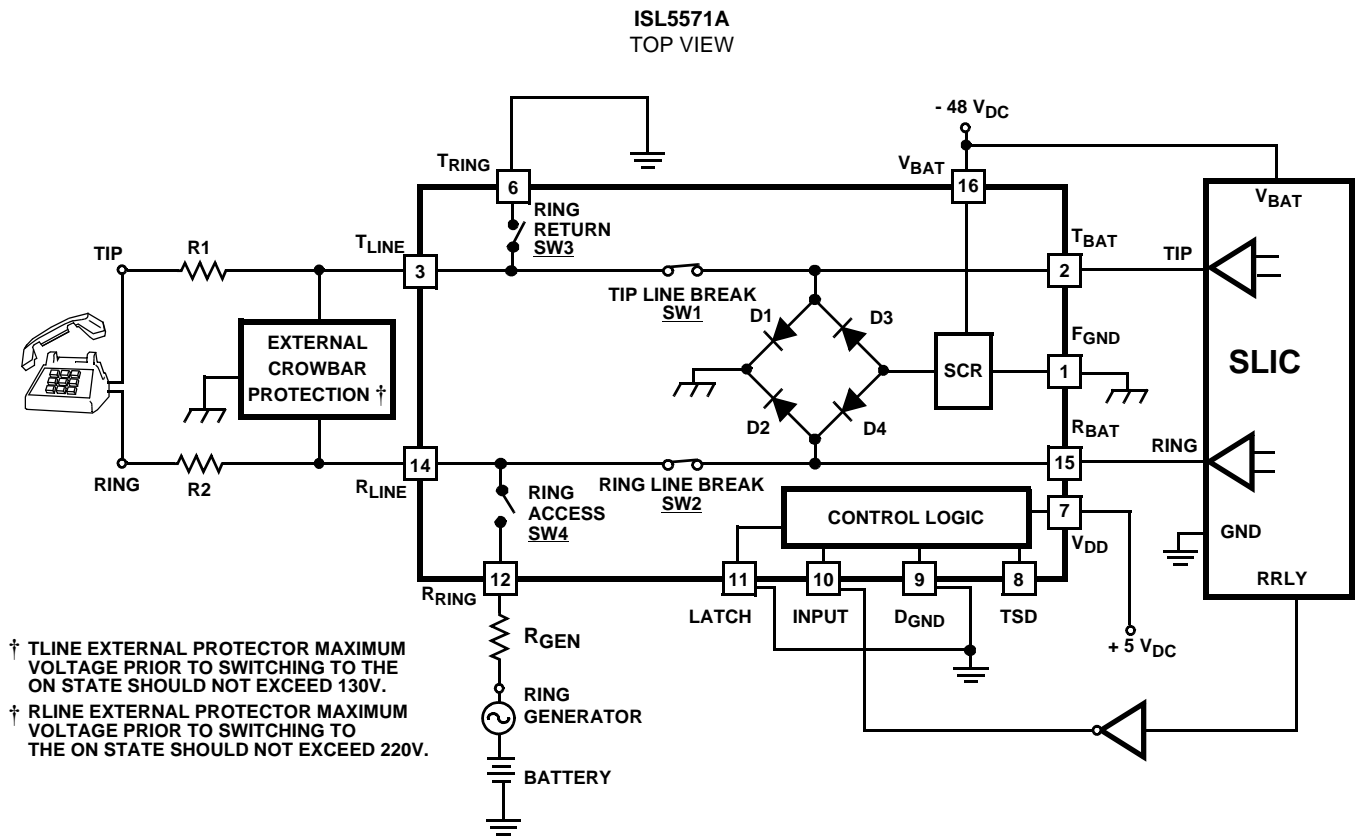 ISL5571A
TOP VIEW
- 48 VDC
TRING
6
VBAT
16
RING
RETURN
SW3
VBAT
TIP
R1
TLINE
3
TBAT
2
TIP
TIP LINE BREAK
SW1
D1
D3
EXTERNAL
CROWBAR
PROTECTION †
SCR
FGND
1
SLIC
D2
D4
RBAT
15
RING
RING
R2
14
RLINE
RING
ACCESS
SW4
RING LINE BREAK
SW2
CONTROL LOGIC
7
VDD
GND
RRLY
12
RRING
11
10
9
8
LATCH
INPUT
DGND
TSD
RGEN
+ 5 VDC
RING
GENERATOR
BATTERY
† TLINE EXTERNAL PROTECTOR MAXIMUM
VOLTAGE PRIOR TO SWITCHING TO THE
ON STATE SHOULD NOT EXCEED 130V.
† RLINE EXTERNAL PROTECTOR MAXIMUM
VOLTAGE PRIOR TO SWITCHING TO
THE ON STATE SHOULD NOT EXCEED 220V.